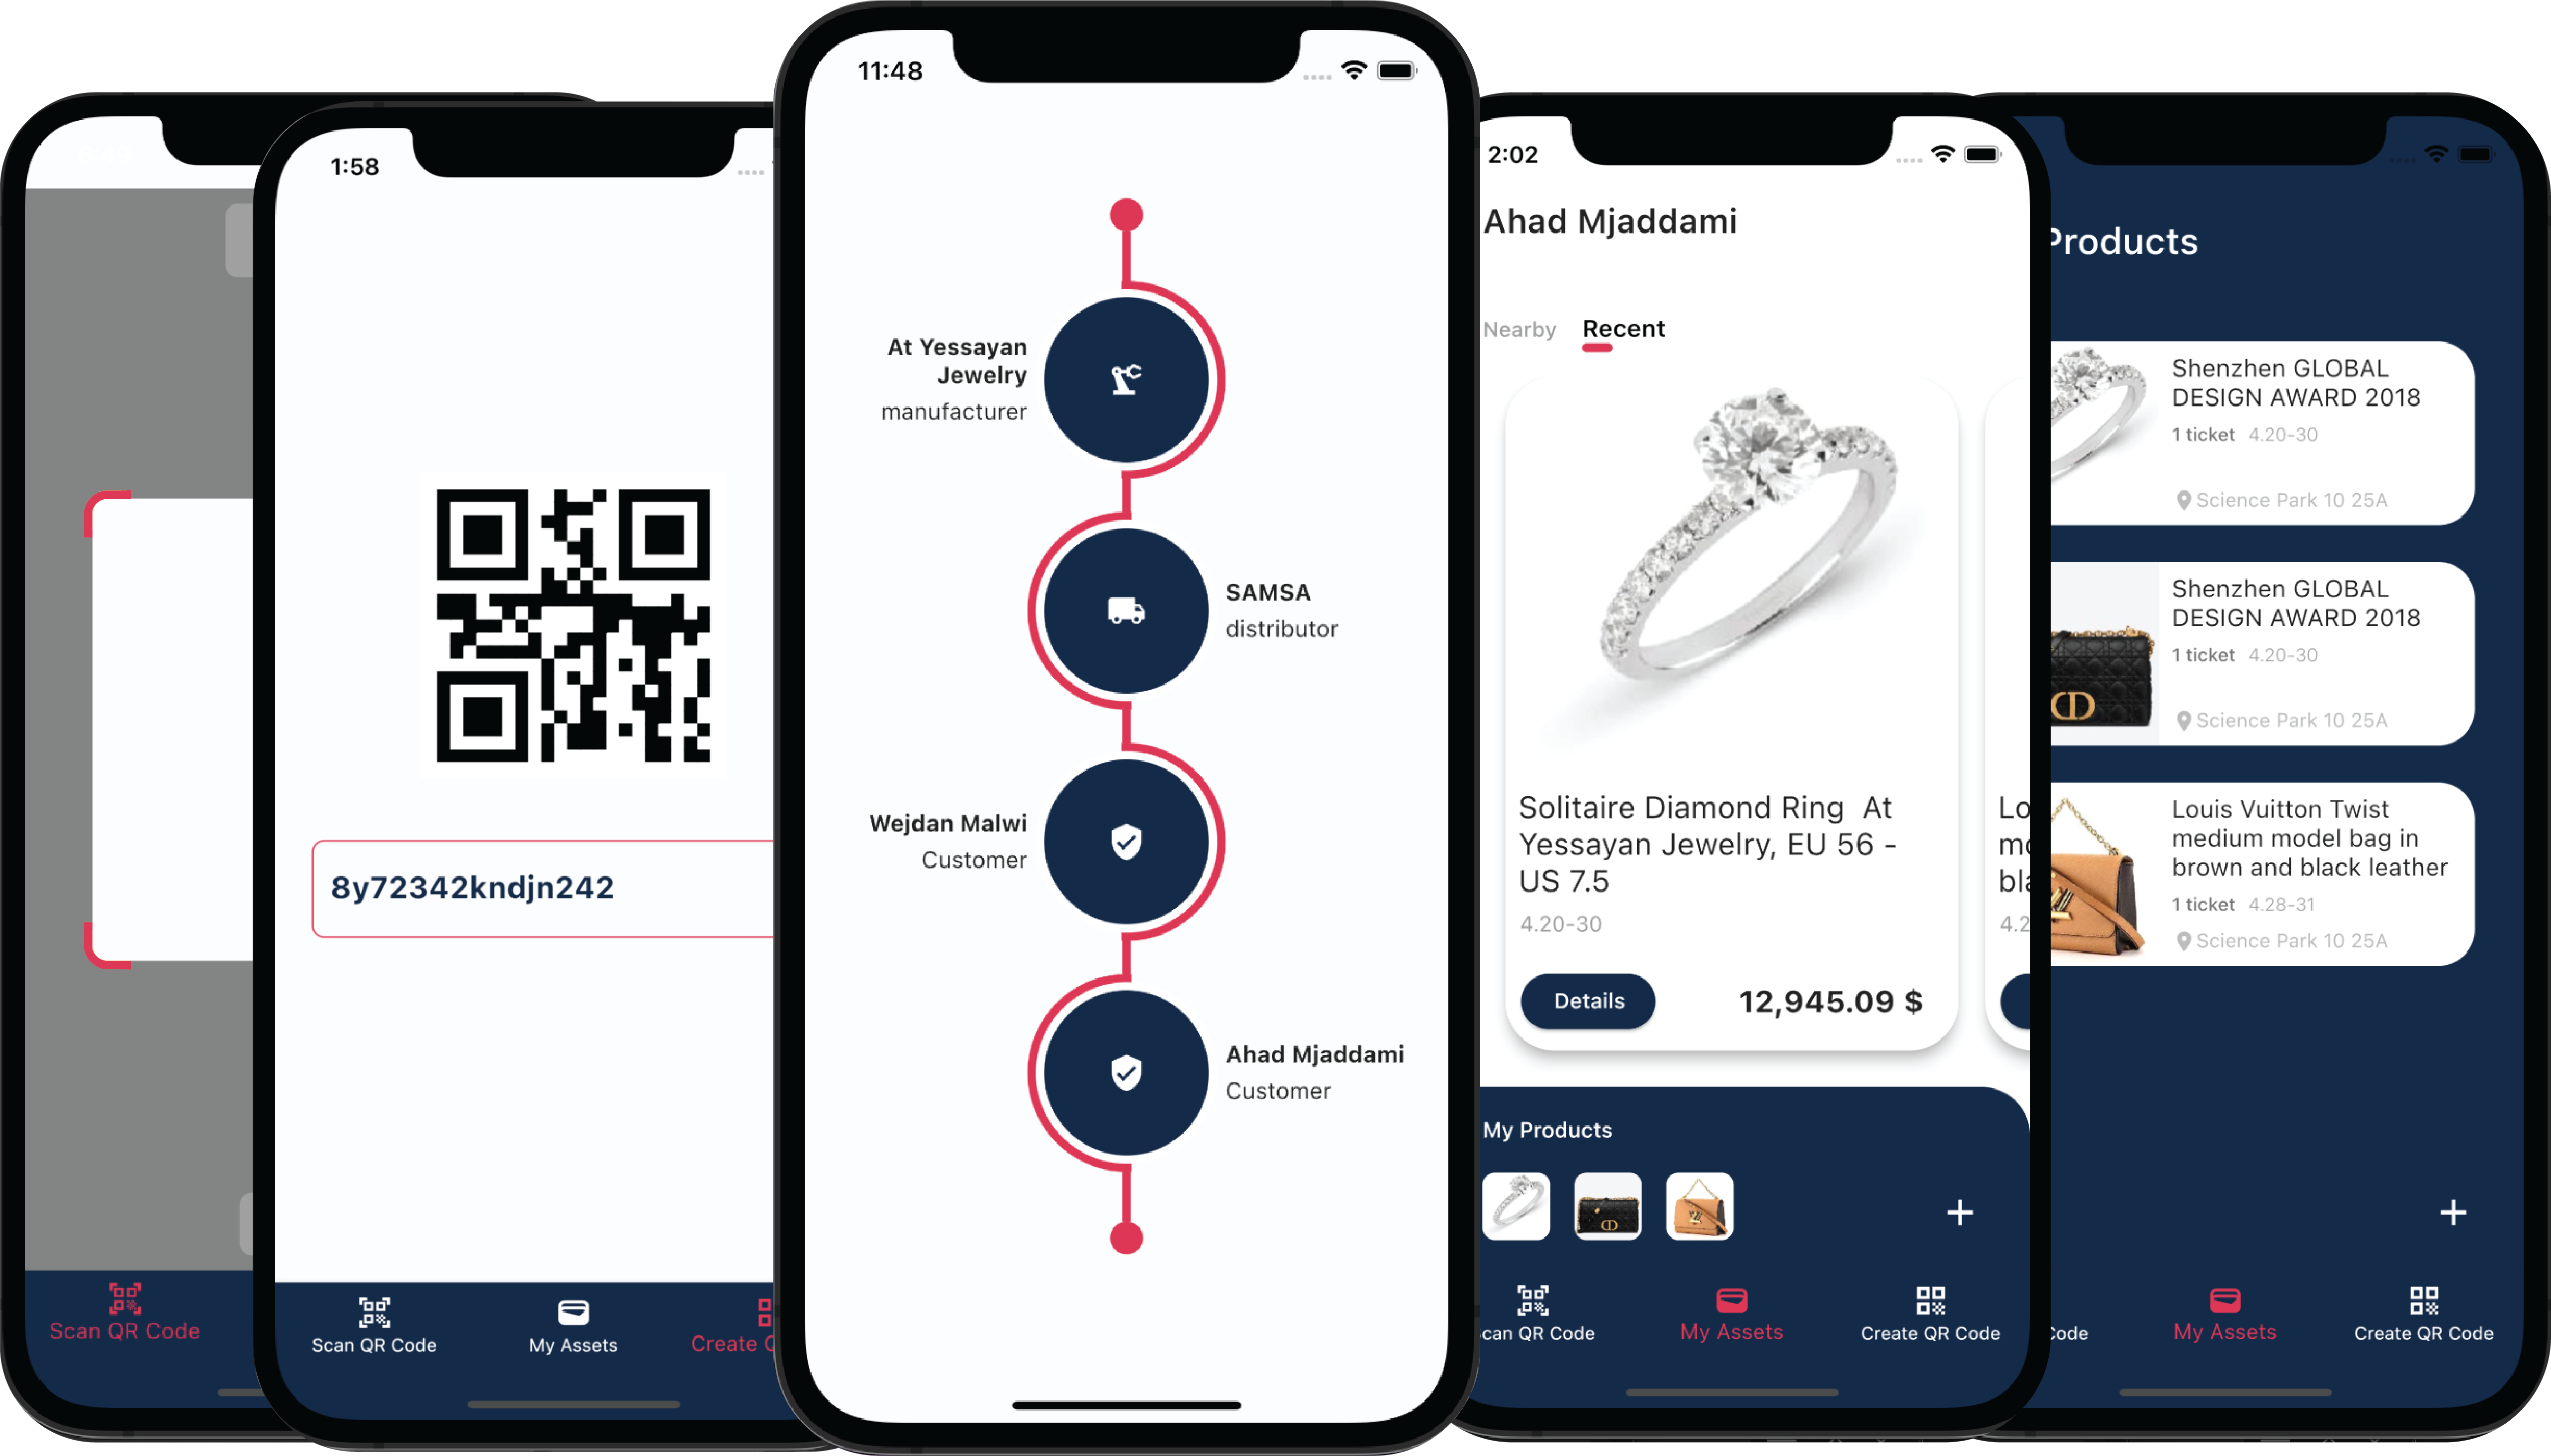 Scan QR Code
1:58
8y72342kndjn242
Scan QR Code
My Assets
Create
11:48
At Yessayan
Jewelry
manufacturer
SAMSA
distributor
Wejdan Malwi
Customer
Ahad Mjaddami
Customer
2:02
Ahad Mjaddami
Nearby Recent
Solitaire Diamond Ring At
Yessayan Jewelry, EU 56 -
US 7.5
4.20-30
Details 12,945.09 $
Lo
mo
bla
4.2
My Products
can QR Code
My Assets
Create QR Code
Products
Shenzhen GLOBAL
DESIGN AWARD 2018
1 ticket 4.20-30
Science Park 10 25A
Shenzhen GLOBAL
DESIGN AWARD 2018
1 ticket 4.20-30
Science Park 10 25A
Louis Vuitton Twist
medium model bag in
brown and black leather
1 ticket 4.28-31
Science Park 10 25A
Code
My Assets
Create QR Code